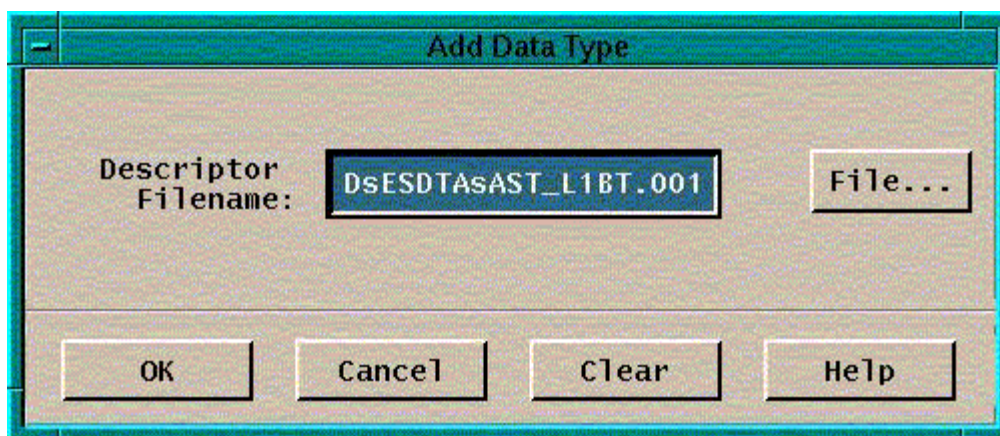 Add Data Type
Descriptor
Filename:
DsESDTAsAST_L1BT.001
File...
OK
Cancel
Clear
Help